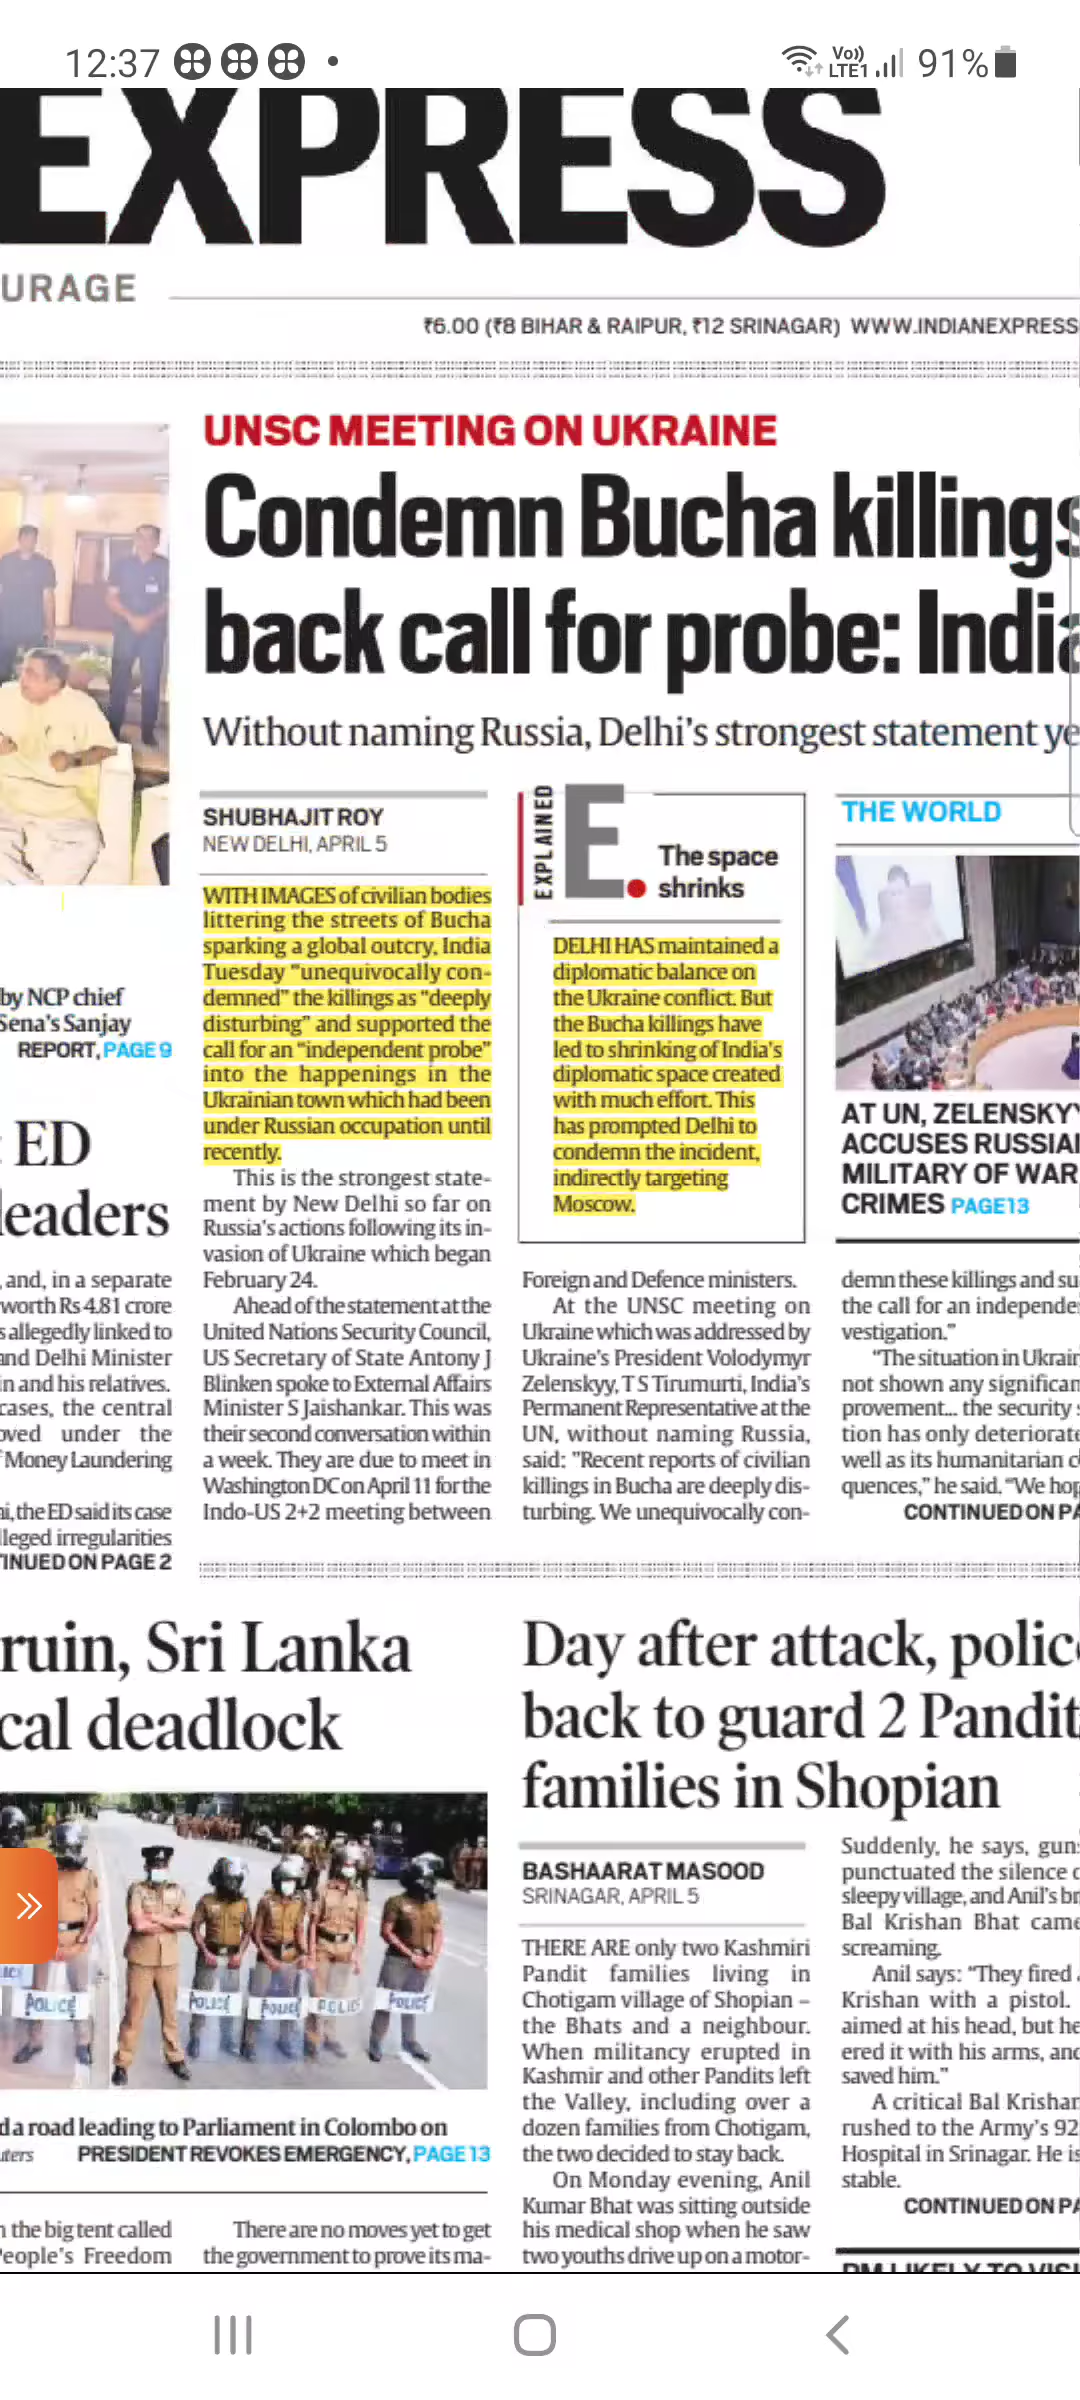 12:37
Vo))
LTE1
91%
EXPRESS
URAGE
₹6.00 (₹8 BIHAR & RAIPUR, ₹12 SRINAGAR) WWW.INDIANEXPRESS
UNSC MEETING ON UKRAINE
Condemn Bucha killings
back call for probe: India
Without naming Russia, Delhi's strongest statement ye
by NCP chief
Sena's Sanjay
REPORT, PAGE 9
: ED
leaders
, and, in a separate
worth Rs 4.81 crore
s allegedly linked to
and Delhi Minister
in and his relatives.
cases, the central
oved under the
Money Laundering
ai, the ED said its case
lleged irregularities
TINUED ON PAGE 2
SHUBHAJIT ROY
NEW DELHI, APRIL 5
WITH IMAGES of civilian bodies
littering the streets of Bucha
sparking a global outcry, India
Tuesday "unequivocally con-
demned" the killings as "deeply
disturbing" and supported the
call for an "independent probe"
into the happenings in the
Ukrainian town which had been
under Russian occupation until
recently.
This is the strongest state-
ment by New Delhi so far on
Russia's actions following its in-
vasion of Ukraine which began
February 24.
Ahead of the statement at the
United Nations Security Council,
US Secretary of State Antony J
Blinken spoke to External Affairs
Minister S Jaishankar. This was
their second conversation within
a week. They are due to meet in
Washington DC on April 11 for the
Indo-US 2+2 meeting between
EXPLAINED
E.
The space
shrinks
DELHI HAS maintained a
diplomatic balance on
the Ukraine conflict. But
the Bucha killings have
led to shrinking of India's
diplomatic space created
with much effort. This
has prompted Delhi to
condemn the incident,
indirectly targeting
Moscow.
Foreign and Defence ministers.
At the UNSC meeting on
Ukraine which was addressed by
Ukraine's President Volodymyr
Zelenskyy, T S Tirumurti, India's
Permanent Representative at the
UN, without naming Russia,
said: "Recent reports of civilian
killings in Bucha are deeply dis-
turbing. We unequivocally con-
THE WORLD
AT UN, ZELENSKYY
ACCUSES RUSSIA
MILITARY OF WAR
CRIMES PAGE 13
demn these killings and su
the call for an independe
vestigation."
"The situation in Ukrain
not shown any significan
provement... the security s
tion has only deteriorate
well as its humanitarian c
quences," he said. "We hop
CONTINUED ON PA
ruin, Sri Lanka
cal deadlock
POLICE
POLICE
POLICE
POLICE
POLICE
d a road leading to Parliament in Colombo on
uters PRESIDENT REVOKES EMERGENCY, PAGE 13
n the big tent called
People's Freedom
There are no moves yet to get
the government to prove its ma-
Day after attack, polic
back to guard 2 Pandit
families in Shopian
BASHAARAT MASOOD
SRINAGAR, APRIL 5
THERE ARE only two Kashmiri
Pandit families living in
Chotigam village of Shopian –
the Bhats and a neighbour.
When militancy erupted in
Kashmir and other Pandits left
the Valley, including over a
dozen families from Chotigam,
the two decided to stay back.
On Monday evening, Anil
Kumar Bhat was sitting outside
his medical shop when he saw
two youths drive up on a motor-
Suddenly, he says, guns
punctuated the silence o
sleepy village, and Anil's br
Bal Krishan Bhat came
screaming.
Anil says: "They fired
Krishan with a pistol.
aimed at his head, but he
ered it with his arms, and
saved him."
A critical Bal Krishan
rushed to the Army's 92
Hospital in Srinagar. He is
stable.
CONTINUED ON PA
PM LIKELY TO VISI